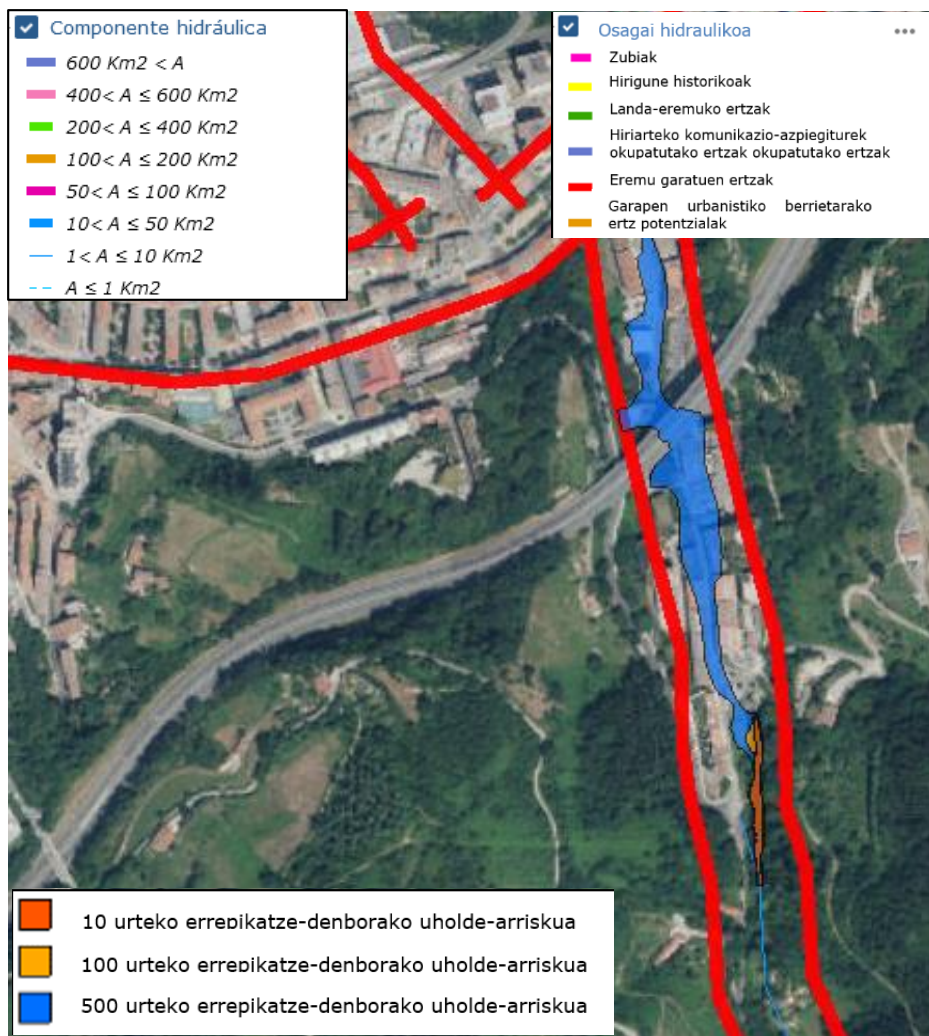 Componente hidráulica
600 Km2 < A
400< A ≤ 600 Km2
200< A ≤ 400 Km2
100< A ≤ 200 Km2
50< A ≤ 100 Km2
10< A ≤ 50 Km2
1< A ≤ 10 Km2
A ≤ 1 Km2
Osagai hidraulikoa
Zubiak
Hirigune historikoak
Landa-eremuko ertzak
Hiriarteko komunikazio-azpiegiturek
okupatutako ertzak okupatutako ertzak
Eremu garatuen ertzak
Garapen urbanistiko berrietarako
ertz potentzialak
10 urteko errepikatze-denborako uholde-arriskua
100 urteko errepikatze-denborako uholde-arriskua
500 urteko errepikatze-denborako uholde-arriskua